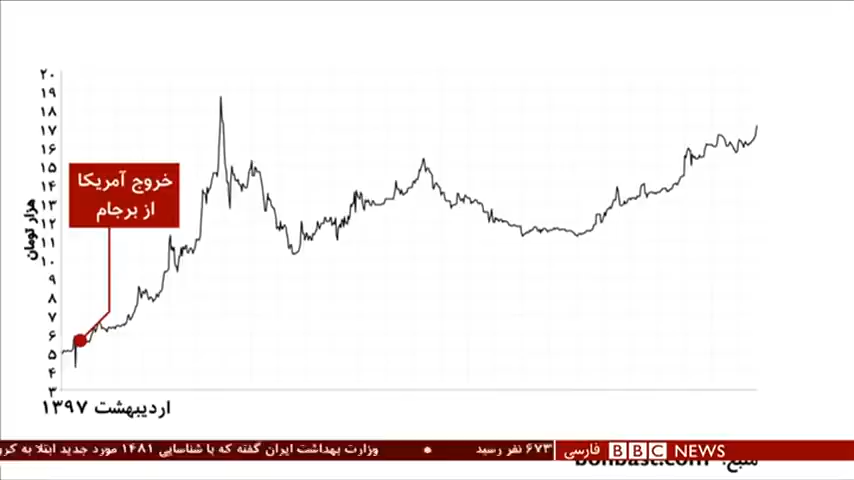 ۲۰
۱۹
۱۸
۱۷
۱۶
۱۵
۱۴
۱۳
۱۲
۱۱
۱۰
۹
۸
۷
۶
۵
۴
۳
هزار تومان
خروج آمریکا
از برجام
اردیبهشت ۱۳۹۷
BBC NEWS فارسی
۶۷۳ نفر رسید • وزارت بهداشت ایران گفته که با شناسایی ۱۴۸۱ مورد جدید ابتلا به
منبع: bonbast.com